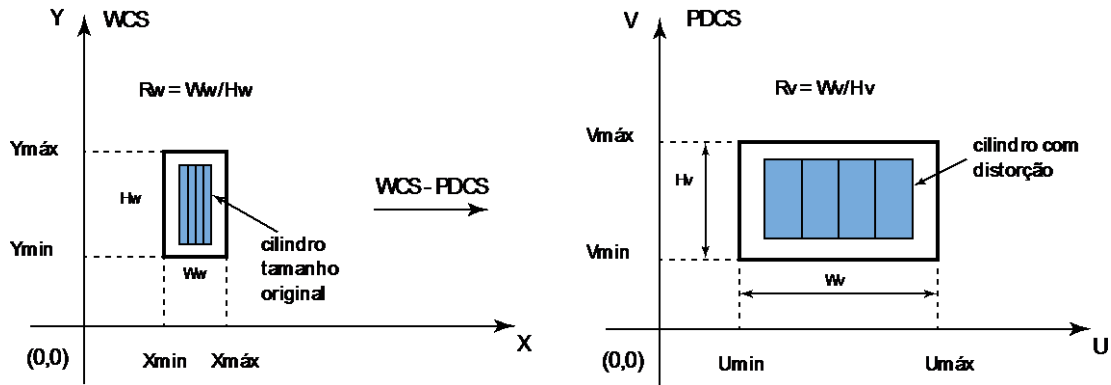 Y WCS
Rw = Ww/Hw
Ymáx
Hw
Ymin
Ww
cilindro
tamanho
original
(0,0)
Xmin
Xmáx
X
WCS - PDCS
V PDCS
Rv = Wv/Hv
Vmáx
Hv
cilindro com
distorção
Vmin
Wv
(0,0)
Umin
Umáx
U